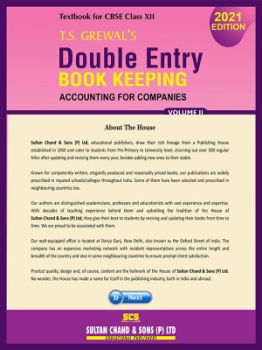 Textbook for CBSE Class XII
2021
EDITION
T.S. GREWAL'S
Double Entry
BOOK KEEPING
ACCOUNTING FOR COMPANIES
VOLUME II
About The House
Sultan Chand & Sons (P) Ltd, educational publishers, draw their rich lineage from a Publishing House
established in 1950 and cater to students from Pre-Primary to University level, churning out over 300 regular
titles after updating and revising them every year, besides adding new ones to their stable.
Known for competently written, elegantly produced and reasonably priced books, our publications are widely
prescribed in reputed schools/colleges throughout India. Some of them have been selected and prescribed in
neighbouring countries too.
Our authors are distinguished academicians, professors and educationists with vast experience and expertise.
With decades of teaching experience behind them and upholding the tradition of the House of
Sultan Chand & Sons (P) Ltd, they give their best to students by revising and updating their books from time to
time. We are proud to be associated with them.
Our well-equipped office is located at Darya Ganj, New Delhi, also known as the Oxford Street of India. The
company has an expansive marketing network with resident representatives across the entire length and
breadth of the country and also in some neighbouring countries to ensure prompt client satisfaction.
Product quality, design and, of course, content are the hallmark of the House of Sultan Chand & Sons (P) Ltd.
No wonder, the House has made a name for itself in the publishing industry, both in India and abroad.
Next
SCS
SULTAN CHAND & SONS (P) LTD
EDUCATIONAL PUBLISHERS